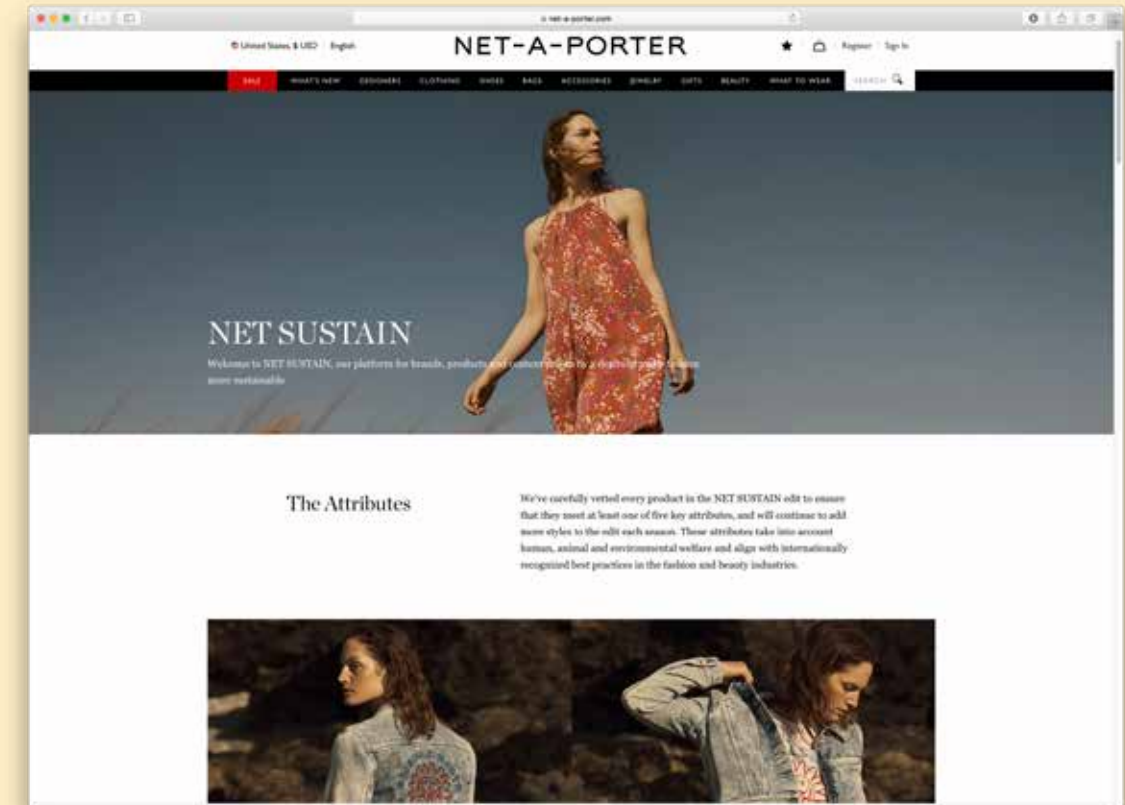 net-a-porter.com
United States, $ USD English
NET-A-PORTER
Register Sign In
SALE WHAT'S NEW DESIGNERS CLOTHING SHOES BAGS ACCESSORIES JEWELRY GIFTS BEAUTY WHAT TO WEAR SEARCH
NET SUSTAIN
Welcome to NET SUSTAIN, our platform for brands, products and content
more sustainable
The Attributes
We've carefully vetted every product in the NET SUSTAIN edit to ensure
that they meet at least one of five key attributes, and will continue to add
more styles to the edit each season. These attributes take into account
human, animal and environmental welfare and align with internationally
recognized best practices in the fashion and beauty industries.